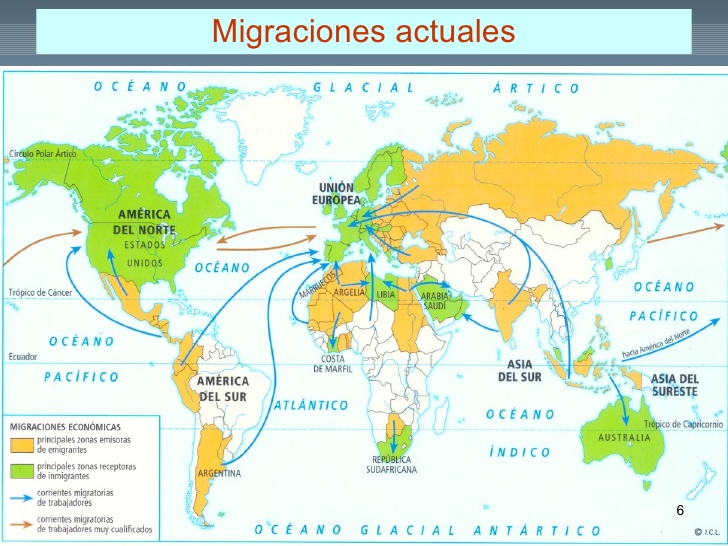 Migraciones actuales
OCÉANO GLACIAL ÁRTICO
Círculo Polar Ártico
UNIÓN
EUROPEA
AMÉRICA
DEL NORTE
ESTADOS
UNIDOS
OCÉANO
Trópico de Cáncer
MARRUECOS
ARGELIA
LIBIA
ARABIA
SAUDÍ
OCÉANO
PACÍFICO
OCÉANO
PACÍFICO
Ecuador
hacia América del Norte
COSTA
DE MARFIL
ASIA
DEL SUR
AMÉRICA
DEL SUR
ASIA DEL
SURESTE
ATLÁNTICO
OCÉANO
ÍNDICO
Trópico de Capricornio
AUSTRALIA
REPÚBLICA
SUDAFRICANA
ARGENTINA
MIGRACIONES ECONÓMICAS
principales zonas emisoras
de emigrantes
principales zonas receptoras
de inmigrantes
corrientes migratorias
de trabajadores
corrientes migratorias
de trabajadores muy cualificados
OCÉANO GLACIAL ANTÁRTICO
6
© I.C.L.